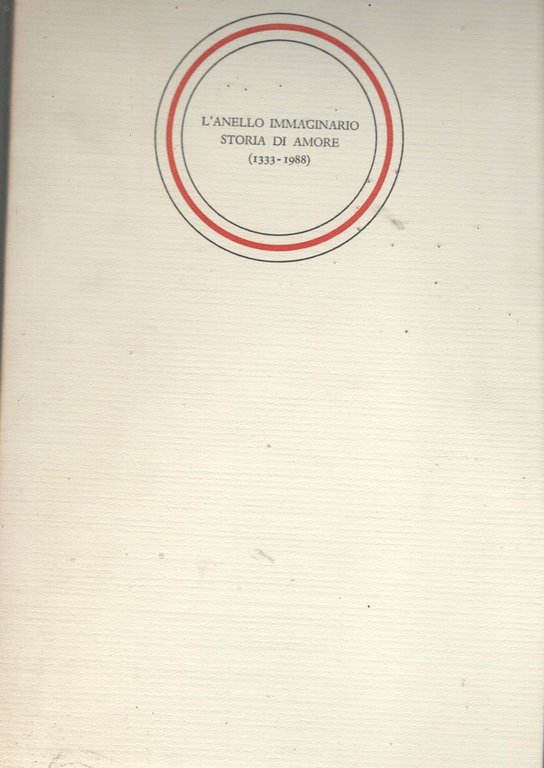 L'ANELLO IMMAGINARIO
STORIA DI AMORE
(1333-1988)